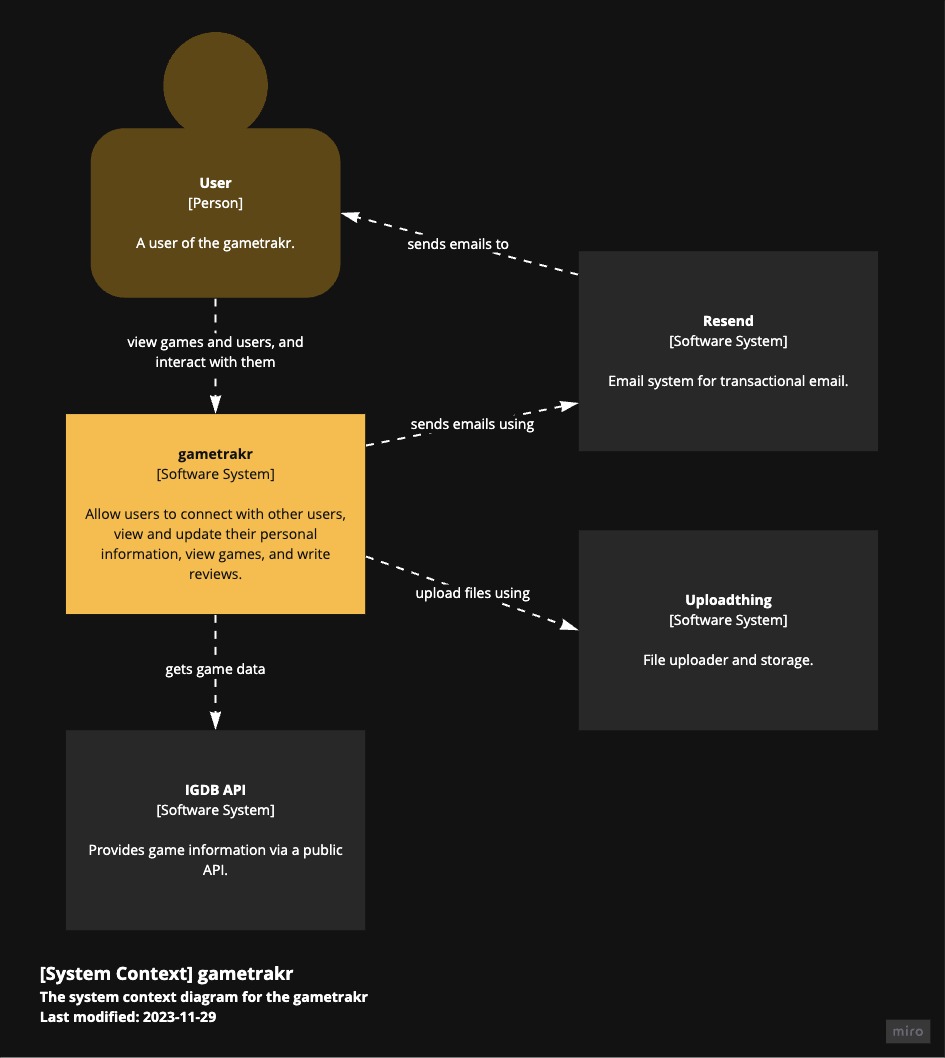 User
[Person]
A user of the gametrakr.
sends emails to
Resend
[Software System]
Email system for transactional email.
view games and users, and
interact with them
sends emails using
gametrakr
[Software System]
Allow users to connect with other users,
view and update their personal
information, view games, and write
reviews.
upload files using
Uploadthing
[Software System]
File uploader and storage.
gets game data
IGDB API
[Software System]
Provides game information via a public
API.
[System Context] gametrakr
The system context diagram for the gametrakr
Last modified: 2023-11-29
miro